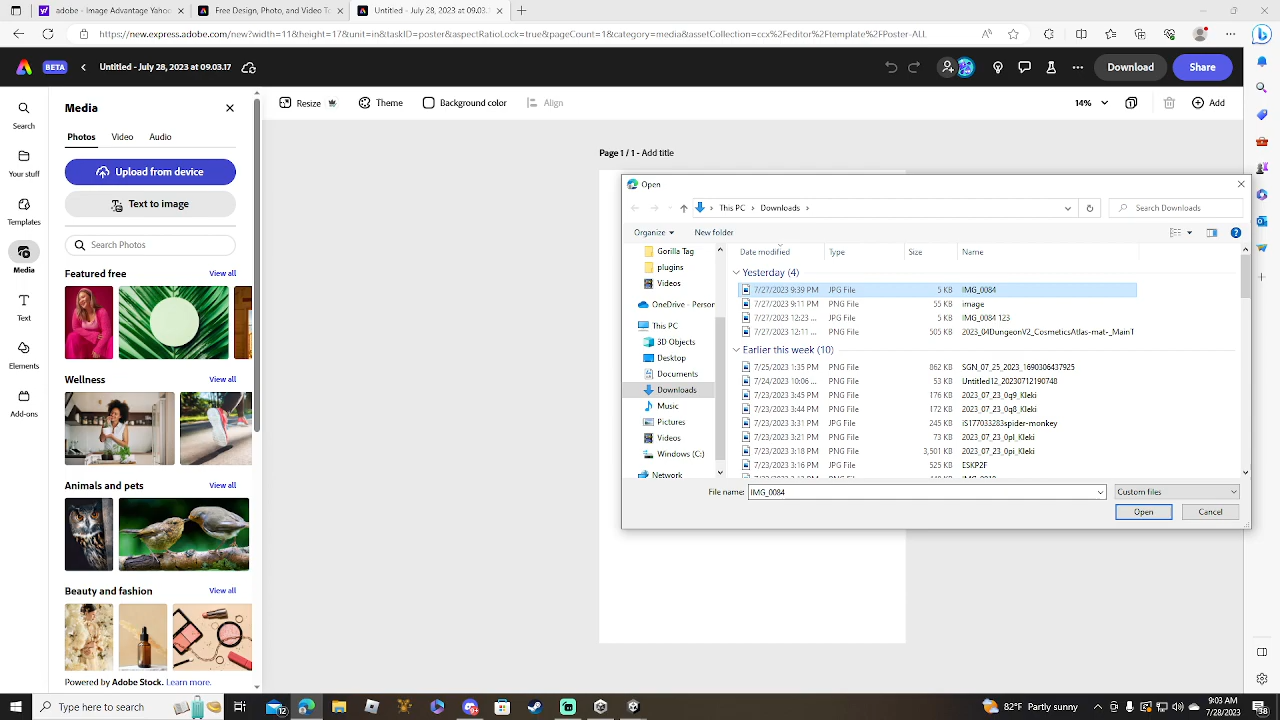 adobe - Image Advantage Yahoo
Free Design, Photo, and Video To
Untitled - July 28, 2023 at 09.03.
https://new.express.adobe.com/new?width=11&height=17&unit=in&taskID=poster&aspectRatioLock=true&pageCount=1&category=media&assetCollection=ccx%2Geditor%2Gtemplate%2Gposter-ALL
BETA
Untitled - July 28, 2023 at 09.03.17
Download
Share
Search
Your stuff
Templates
Media
Text
Elements
Add-ons
Media
Photos Video Audio
Upload from device
Text to image
Search Photos
Featured free View all
Wellness View all
Animals and pets View all
Beauty and fashion View all
Powered by Adobe Stock. Learn more.
Resize Theme Background color Align
14% Add
Page 1 / 1 - Add title
Open
This PC Downloads
Search Downloads
Organize New folder
Gorilla Tag
plugins
Videos
OneDrive - Person
This PC
3D Objects
Desktop
Documents
Downloads
Music
Pictures
Videos
Windows (C:)
Network
Date modified Type Size Name
Yesterday (4)
7/27/2023 9:39 PM JPG File 5 KB IMG_0084
7/27/2023 9:11 PM PNG File 55 KB image
7/27/2023 12:23 ... JPG File 5 KB IMG_0084 123
7/27/2023 12:11 ... PNG File 505 KB 2023_04DungeonV2_CosmeticsAtlas-mat-_MainT
Earlier this week (10)
7/25/2023 1:35 PM PNG File 862 KB SGN_07_25_2023_1690306437925
7/24/2023 10:06 ... PNG File 53 KB Untitled12_20230712190748
7/23/2023 3:45 PM PNG File 176 KB 2023_07_23_0q9_Kleki
7/23/2023 3:44 PM PNG File 172 KB 2023_07_23_0q8_Kleki
7/23/2023 3:31 PM JPG File 245 KB iS177033283spider-monkey
7/23/2023 3:21 PM PNG File 73 KB 2023_07_23_0pl_Kleki
7/23/2023 3:18 PM PNG File 3,501 KB 2023_07_23_0pi_Kleki
7/23/2023 3:16 PM JPG File 525 KB ESKP2F
File name: IMG_0084
Custom files
Open Cancel
Type here to search
82°F Partly sunny
9:03 AM
7/28/2023